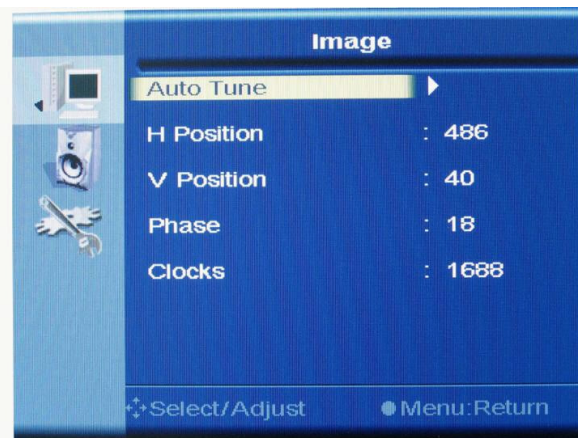 Image
Auto Tune
H Position : 486
V Position : 40
Phase : 18
Clocks : 1688
Select/Adjust Menu:Return